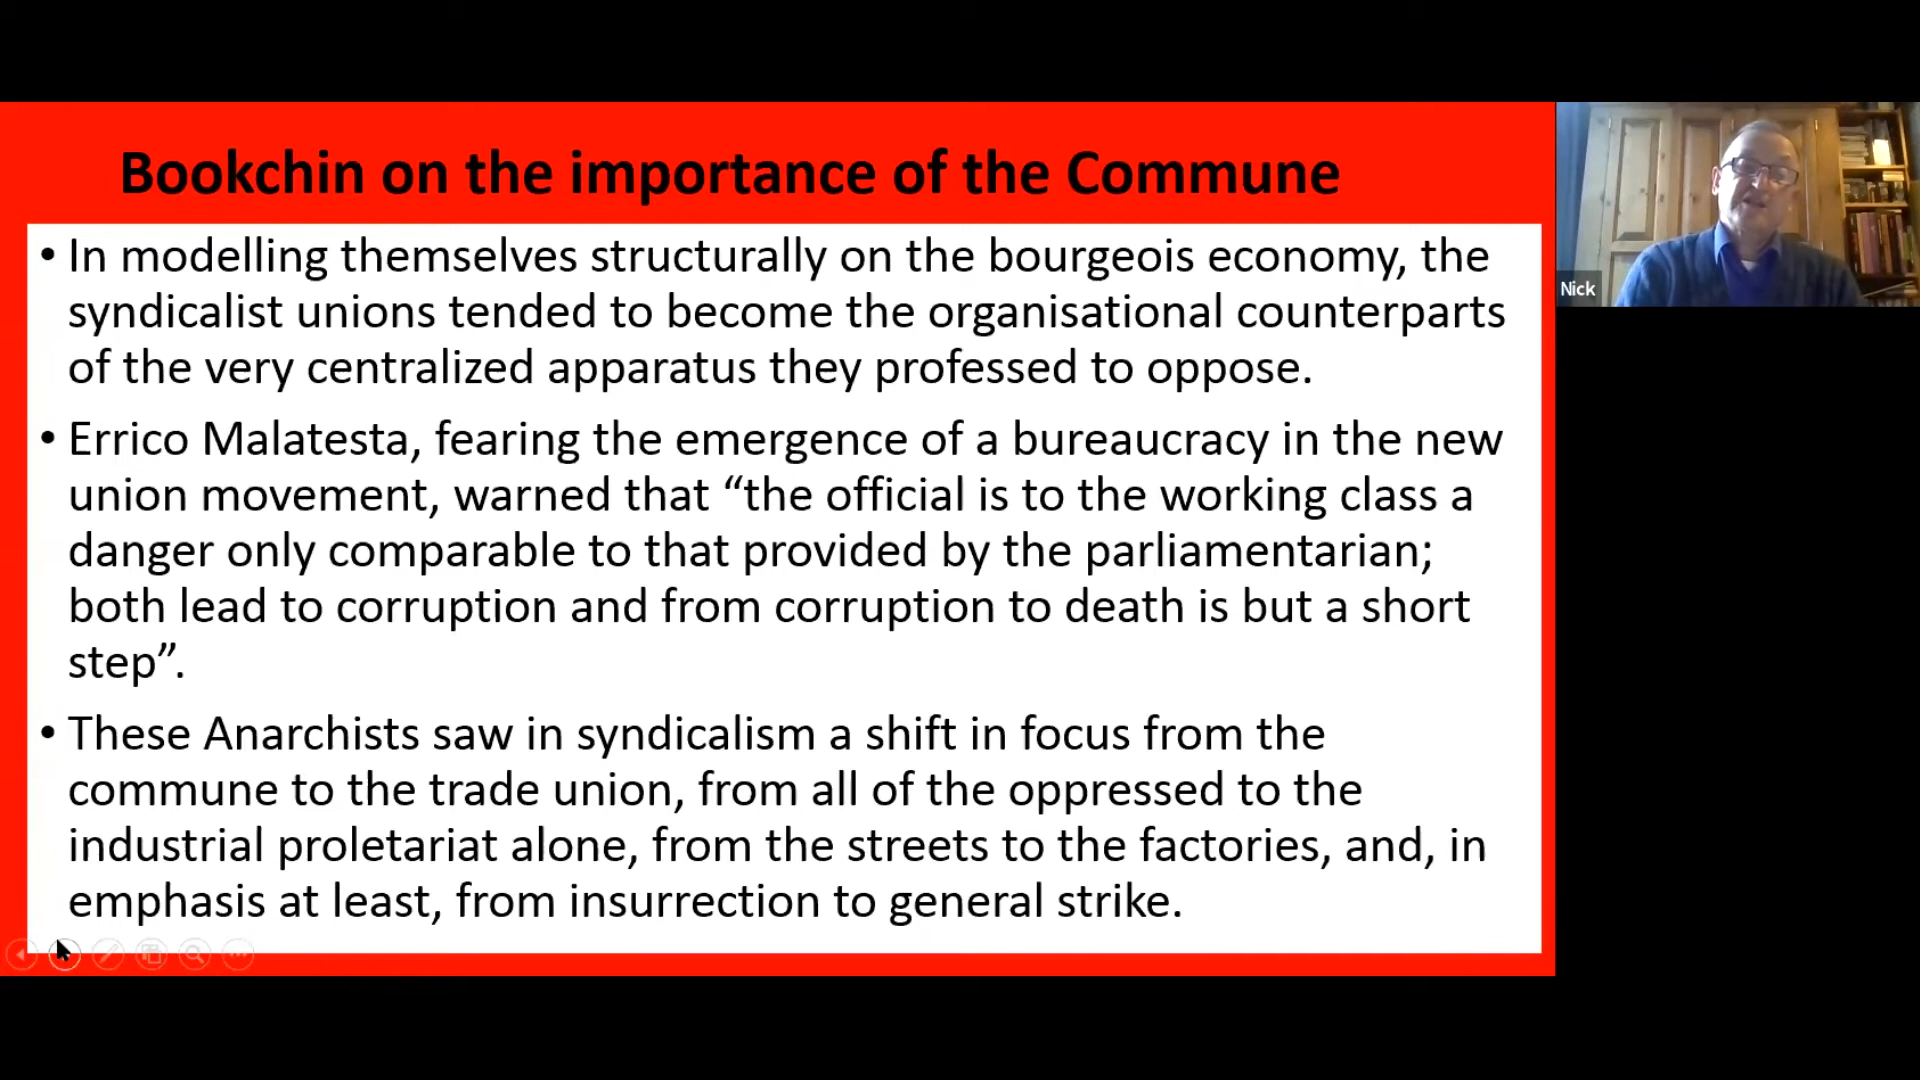 Bookchin on the importance of the Commune
• In modelling themselves structurally on the bourgeois economy, the
syndicalist unions tended to become the organisational counterparts
of the very centralized apparatus they professed to oppose.
• Errico Malatesta, fearing the emergence of a bureaucracy in the new
union movement, warned that “the official is to the working class a
danger only comparable to that provided by the parliamentarian;
both lead to corruption and from corruption to death is but a short
step”.
• These Anarchists saw in syndicalism a shift in focus from the
commune to the trade union, from all of the oppressed to the
industrial proletariat alone, from the streets to the factories, and, in
emphasis at least, from insurrection to general strike.
Nick